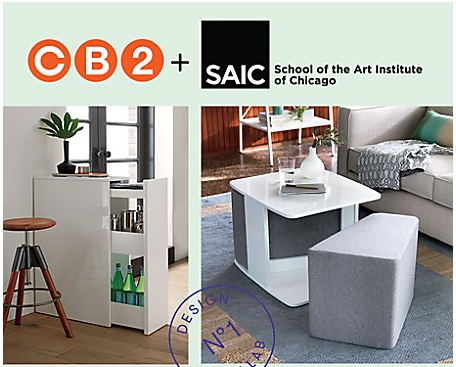 CB2 + SAIC
School of the Art Institute
of Chicago
DESIGN
Nº1
LAB